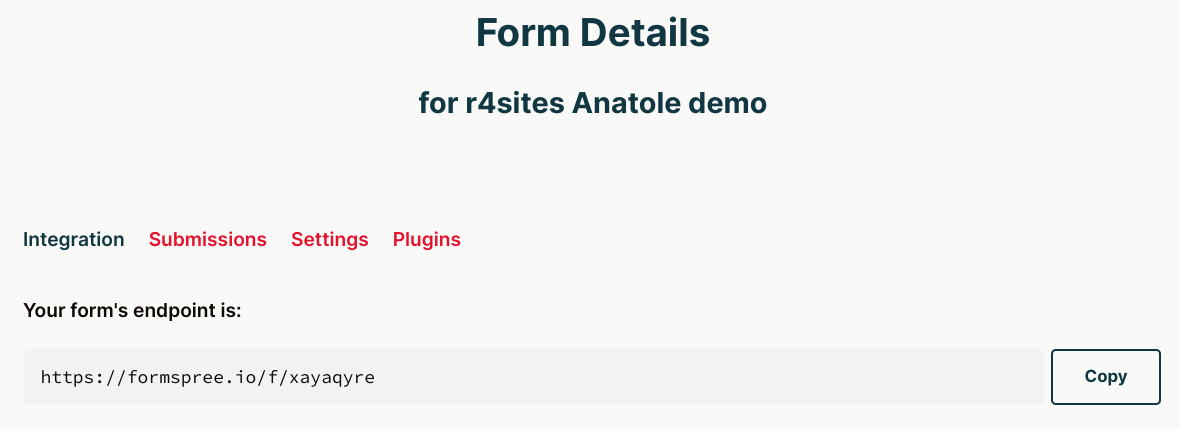 Form Details
for r4sites Anatole demo
Integration Submissions Settings Plugins
Your form's endpoint is:
https://formspree.io/f/xayaqyre Copy